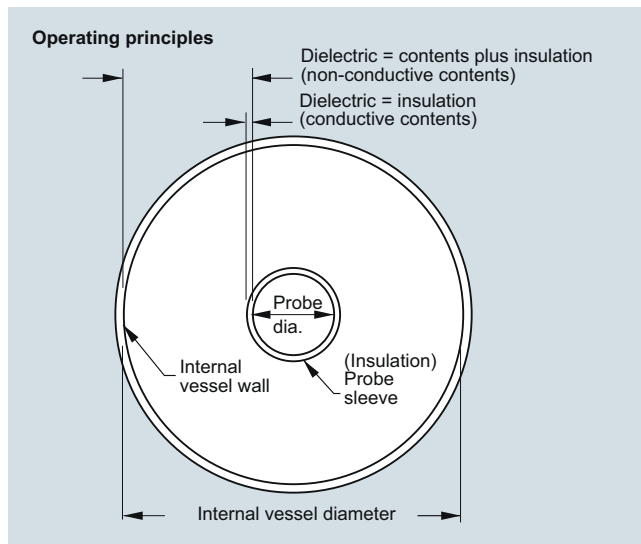 Operating principles
Dielectric = contents plus insulation
(non-conductive contents)
Dielectric = insulation
(conductive contents)
Probe
dia.
Internal
vessel wall
(Insulation)
Probe
sleeve
Internal vessel diameter